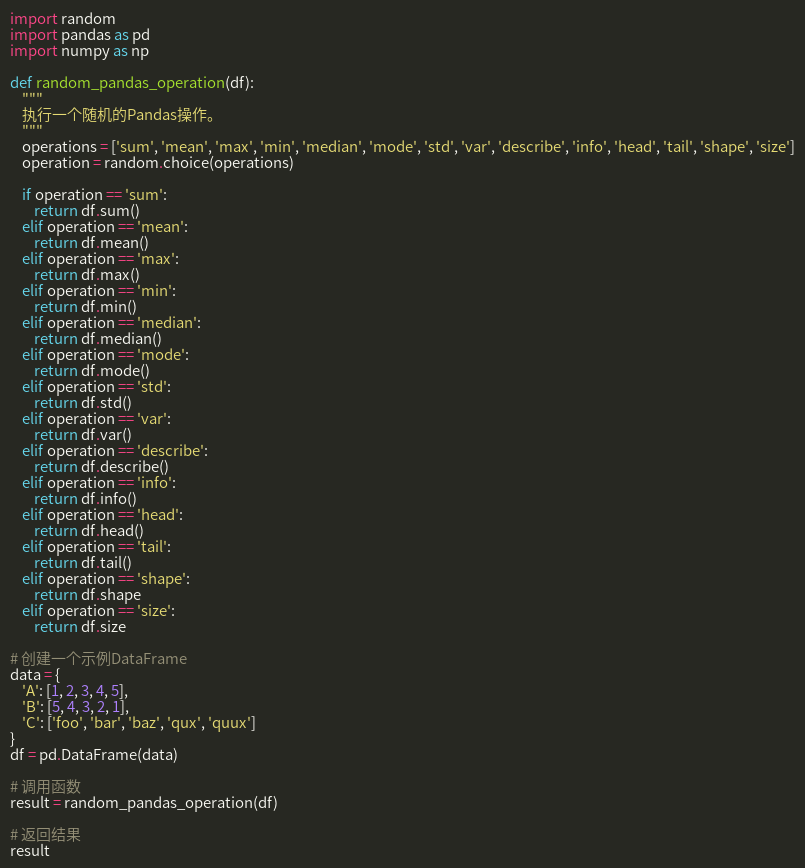 import random
import pandas as pd
import numpy as np

def random_pandas_operation(df):
    """
    执行一个随机的Pandas操作。
    """
    operations = ['sum', 'mean', 'max', 'min', 'median', 'mode', 'std', 'var', 'describe', 'info', 'head', 'tail', 'shape', 'size']
    operation = random.choice(operations)

    if operation == 'sum':
        return df.sum()
    elif operation == 'mean':
        return df.mean()
    elif operation == 'max':
        return df.max()
    elif operation == 'min':
        return df.min()
    elif operation == 'median':
        return df.median()
    elif operation == 'mode':
        return df.mode()
    elif operation == 'std':
        return df.std()
    elif operation == 'var':
        return df.var()
    elif operation == 'describe':
        return df.describe()
    elif operation == 'info':
        return df.info()
    elif operation == 'head':
        return df.head()
    elif operation == 'tail':
        return df.tail()
    elif operation == 'shape':
        return df.shape
    elif operation == 'size':
        return df.size

# 创建一个示例DataFrame
data = {
    'A': [1, 2, 3, 4, 5],
    'B': [5, 4, 3, 2, 1],
    'C': ['foo', 'bar', 'baz', 'qux', 'quux']
}
df = pd.DataFrame(data)

# 调用函数
result = random_pandas_operation(df)

# 返回结果
result